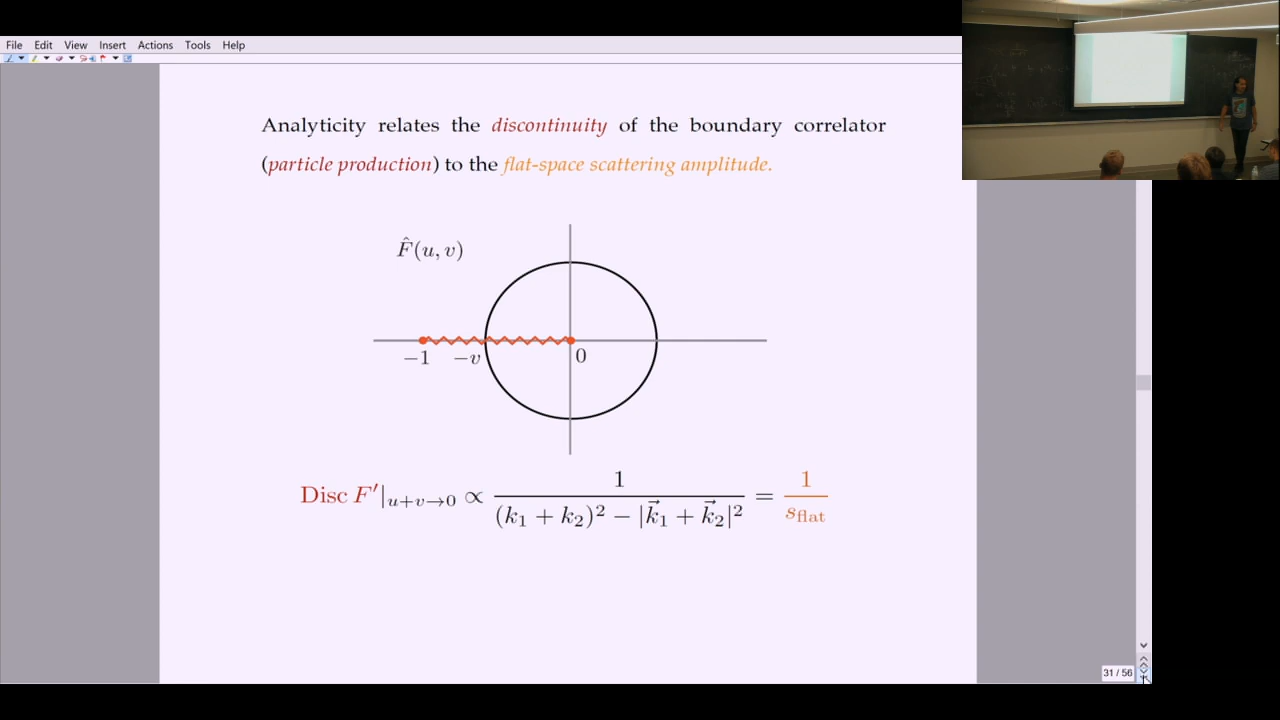 File Edit View Insert Actions Tools Help
Analyticity relates the discontinuity of the boundary correlator
(particle production) to the flat-space scattering amplitude.
F̂(u, v)
−1 −v 0
Disc F′|u+v→0 ∝ 1 / ((k₁ + k₂)² − |k⃗₁ + k⃗₂|²) = 1 / s_flat
31 / 56